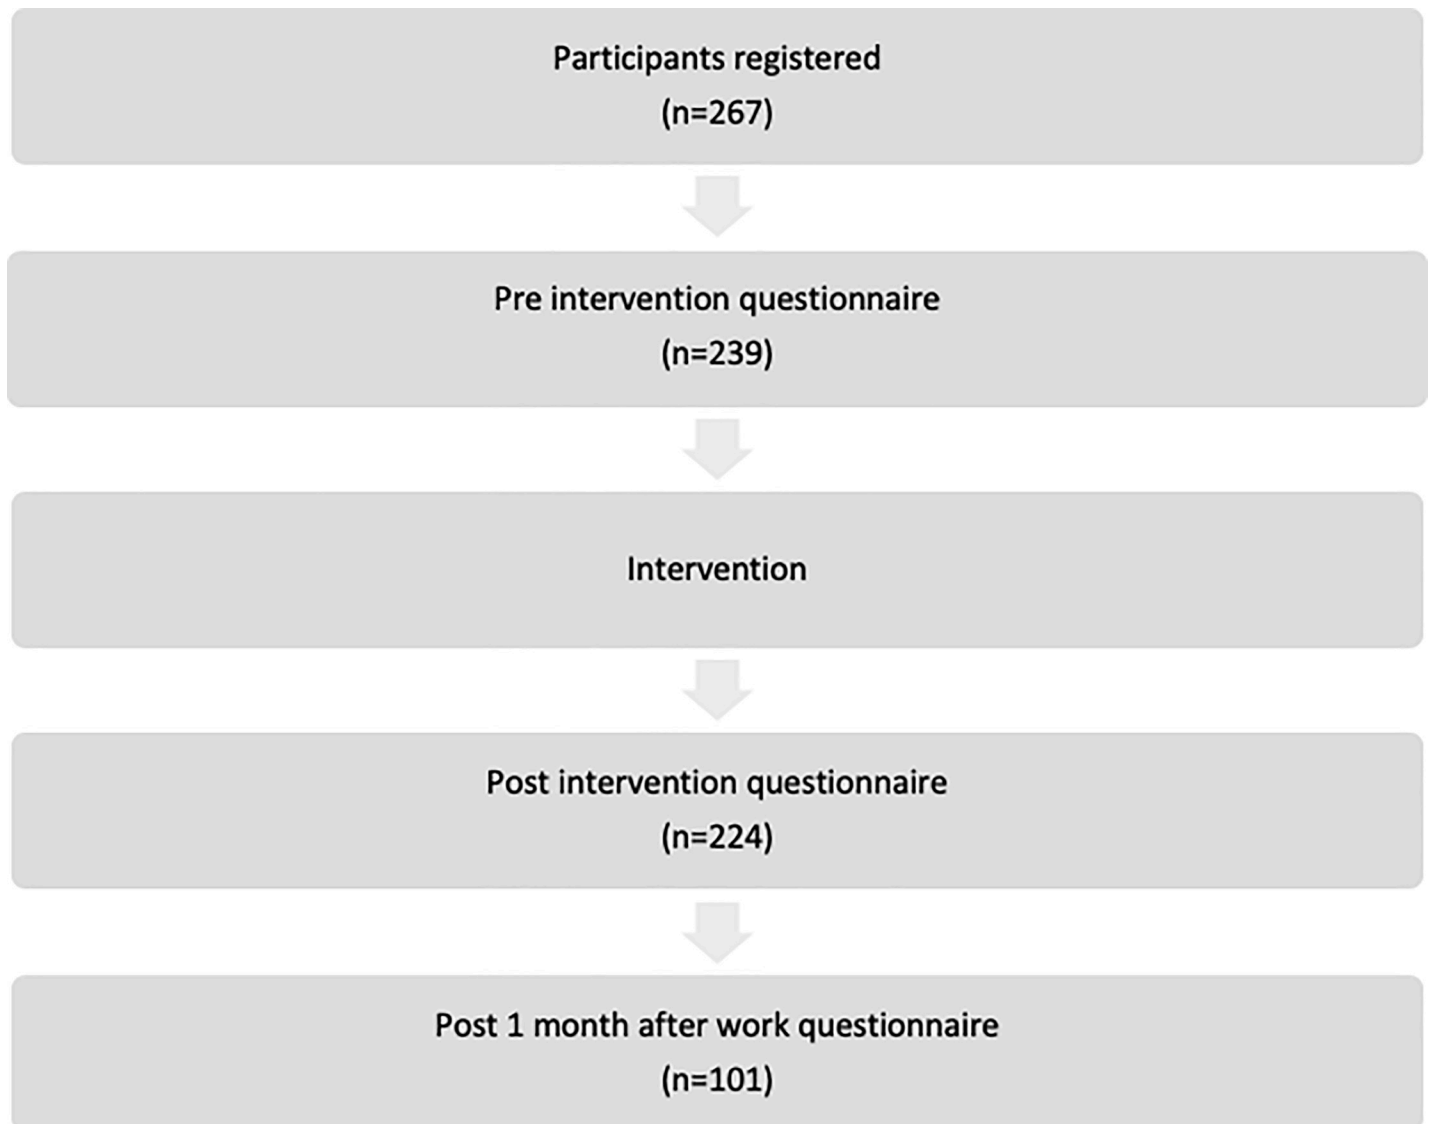 Participants registered
(n=267)
Pre intervention questionnaire
(n=239)
Intervention
Post intervention questionnaire
(n=224)
Post 1 month after work questionnaire
(n=101)